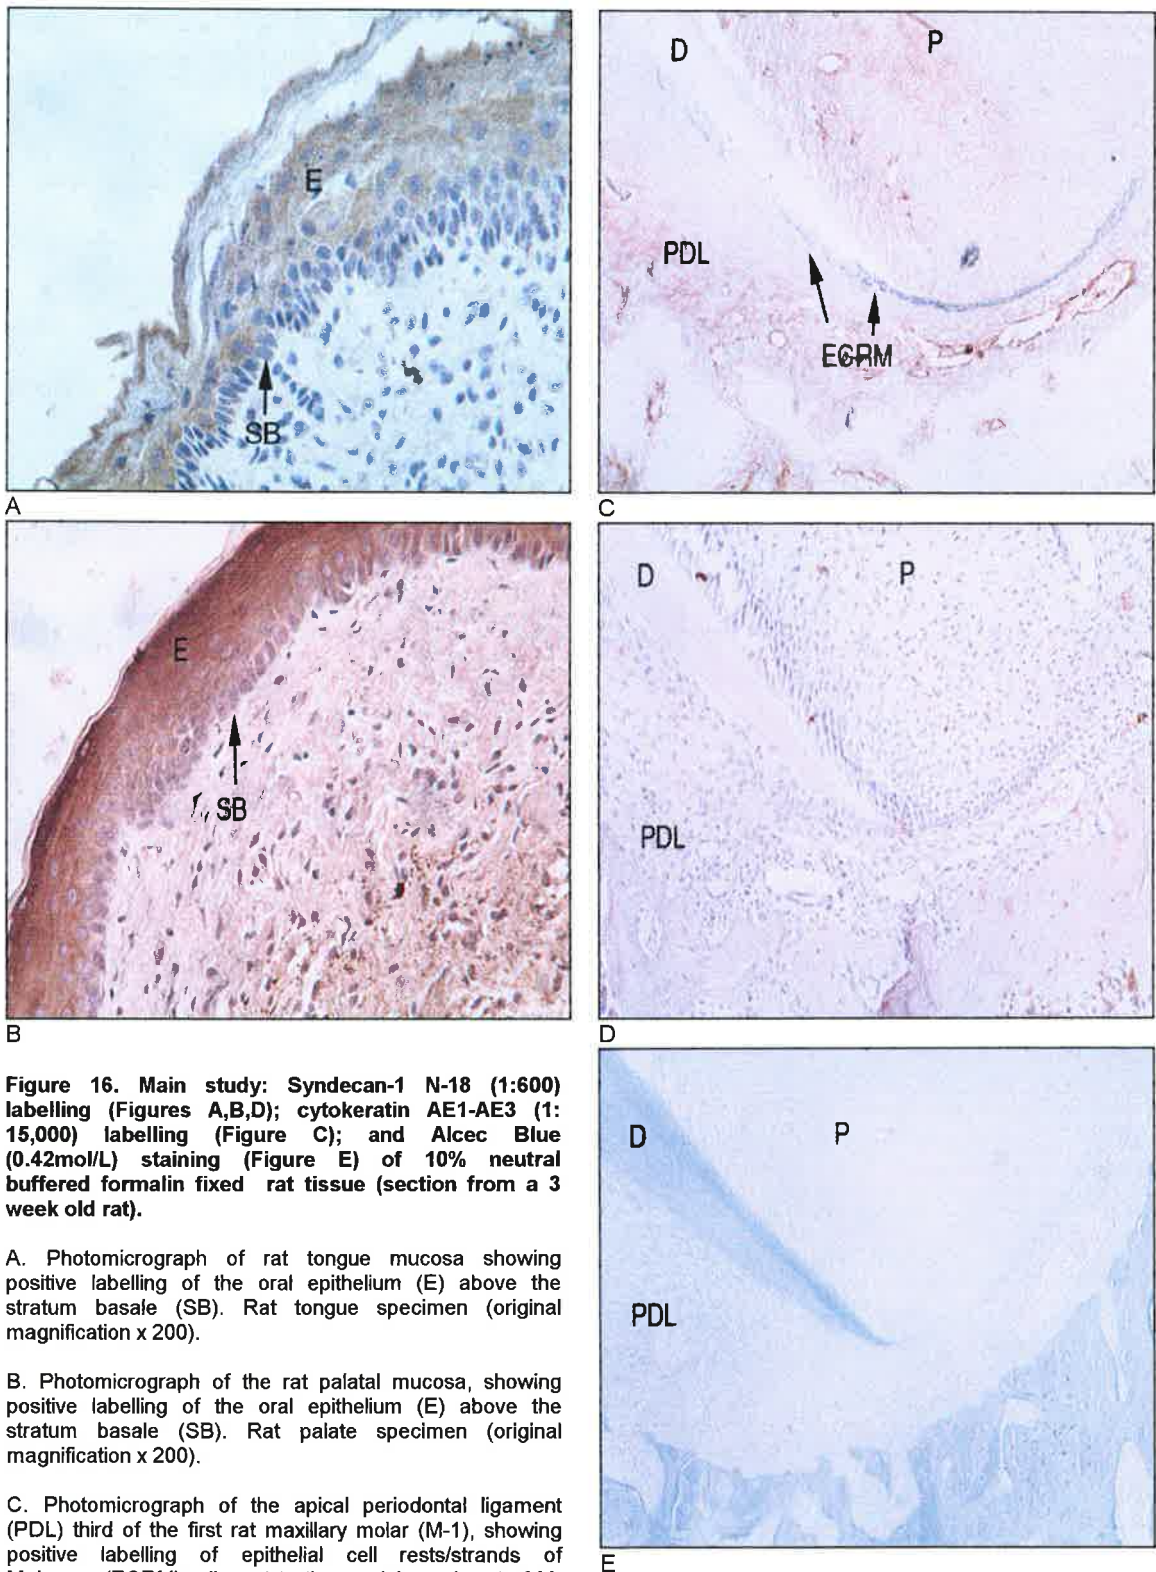 E
SB
A
D
P
PDL
ECRM
C
E
SB
B
D
P
PDL
D
D
P
PDL
E
Figure 16. Main study: Syndecan-1 N-18 (1:600)
labelling (Figures A,B,D); cytokeratin AE1-AE3 (1:
15,000) labelling (Figure C); and Alcec Blue
(0.42mol/L) staining (Figure E) of 10% neutral
buffered formalin fixed rat tissue (section from a 3
week old rat).
A. Photomicrograph of rat tongue mucosa showing
positive labelling of the oral epithelium (E) above the
stratum basale (SB). Rat tongue specimen (original
magnification x 200).
B. Photomicrograph of the rat palatal mucosa, showing
positive labelling of the oral epithelium (E) above the
stratum basale (SB). Rat palate specimen (original
magnification x 200).
C. Photomicrograph of the apical periodontal ligament
(PDL) third of the first rat maxillary molar (M-1), showing
positive labelling of epithelial cell rests/strands of